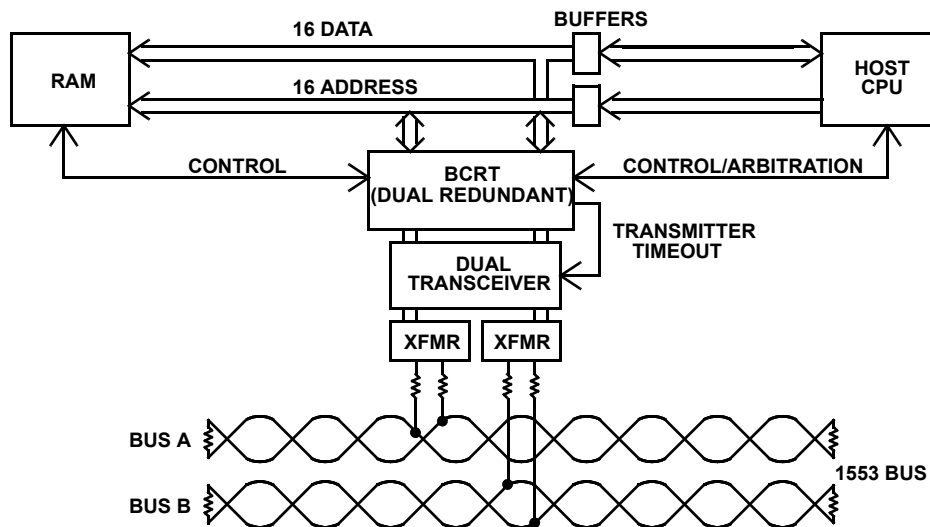 BUFFERS
16 DATA
RAM
HOST
CPU
16 ADDRESS
CONTROL
BCRT
(DUAL REDUNDANT)
CONTROL/ARBITRATION
TRANSMITTER
TIMEOUT
DUAL
TRANSCEIVER
XFMR
XFMR
BUS A
1553 BUS
BUS B